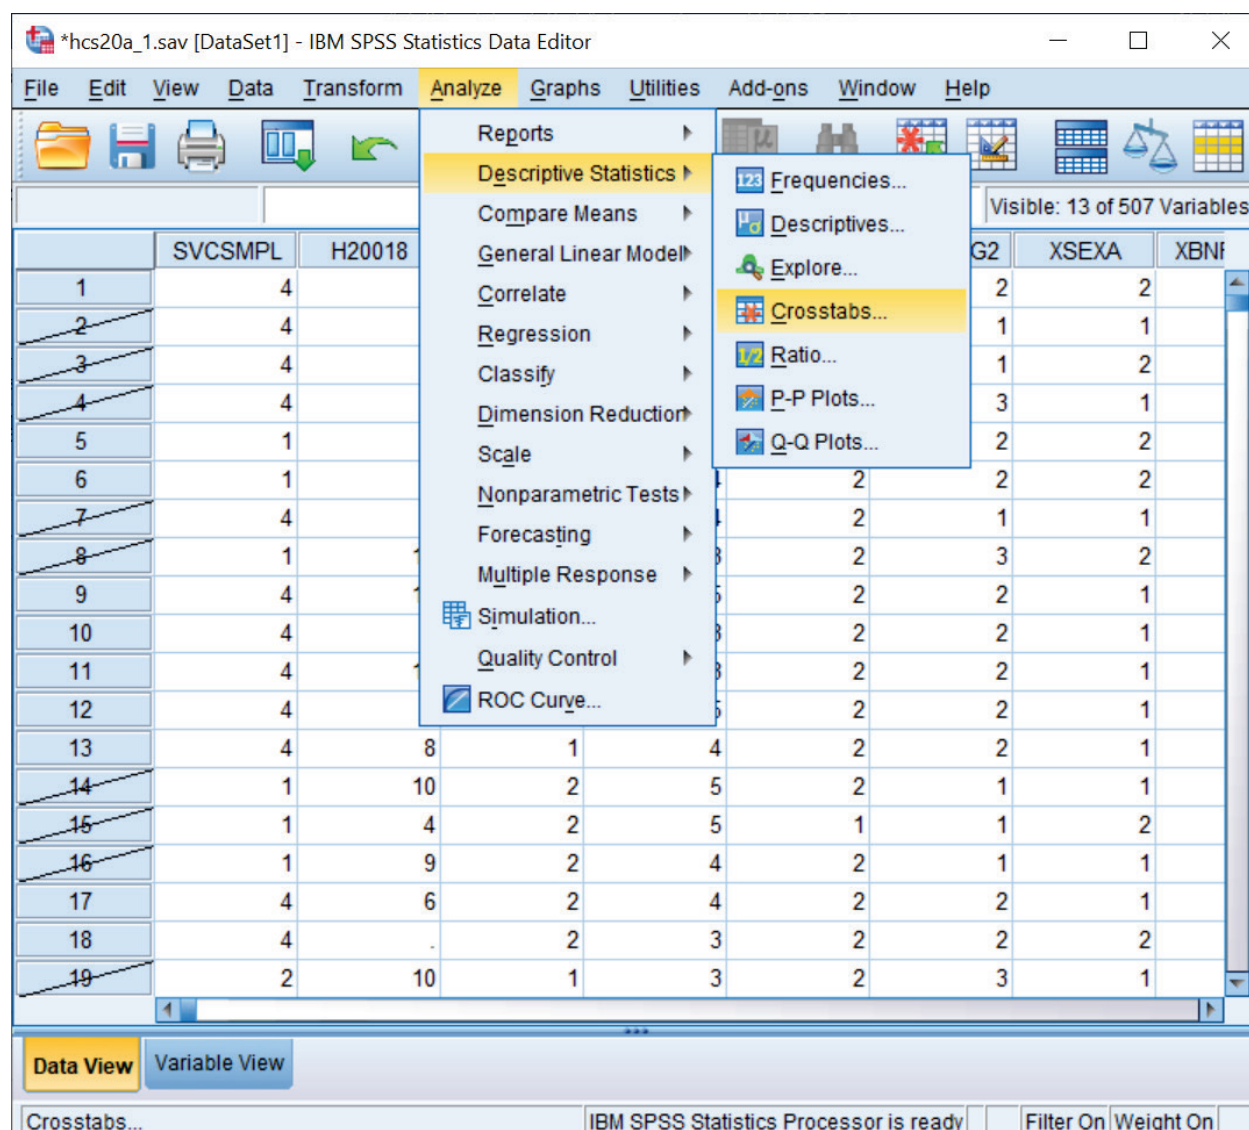 *hcs20a_1.sav [DataSet1] - IBM SPSS Statistics Data Editor
File Edit View Data Transform Analyze Graphs Utilities Add-ons Window Help
Reports
Descriptive Statistics
Compare Means
General Linear Model
Correlate
Regression
Classify
Dimension Reduction
Scale
Nonparametric Tests
Forecasting
Multiple Response
Simulation...
Quality Control
ROC Curve...
123 Frequencies...
Descriptives...
Explore...
Crosstabs...
1/2 Ratio...
P-P Plots...
Q-Q Plots...
Visible: 13 of 507 Variables
SVCSMPL H20018 G2 XSEXA
1 4 2 2
2 4 1 1
3 4 1 2
4 4 3 1
5 1 2 2
6 1 2 2 2
7 4 2 1 1
8 1 2 3 2
9 4 2 2 1
10 4 2 2 1
11 4 2 2 1
12 4 2 2 1
13 4 8 1 4 2 2 1
14 1 10 2 5 2 1 1
15 1 4 2 5 1 1 2
16 1 9 2 4 2 1 1
17 4 6 2 4 2 2 1
18 4 . 2 3 2 2 2
19 2 10 1 3 2 3 1
Data View Variable View
Crosstabs... IBM SPSS Statistics Processor is ready Filter On Weight On